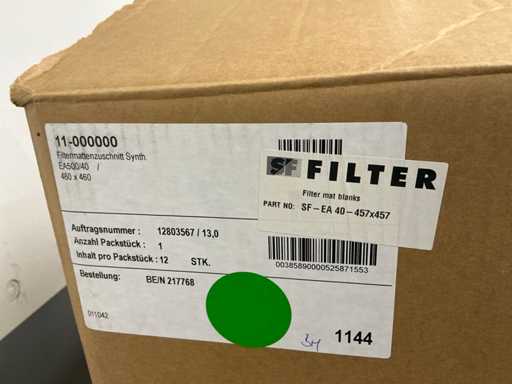 11-000000
Filtermattenzuschnitt Synth.
EA500/40 /
460 x 460
SF FILTER
Filter mat blanks
PART NO: SF-EA 40-457x457
Auftragsnummer : 12803567 / 13,0
Anzahl Packstück : 1
Inhalt pro Packstück : 12 STK.
00385890000525871553
Bestellung: BE/N 217768
011042
1144